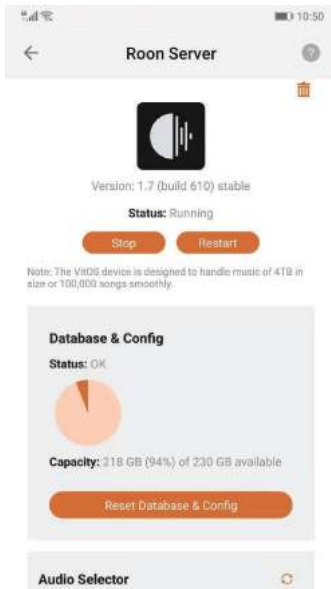 10:50
Roon Server
?
Version: 1.7 (build 610) stable
Status: Running
Stop Restart
Note: The VitOS device is designed to handle music of 4TB in
size or 100,000 songs smoothly.
Database & Config
Status: OK
Capacity: 218 GB (94%) of 230 GB available
Reset Database & Config
Audio Selector